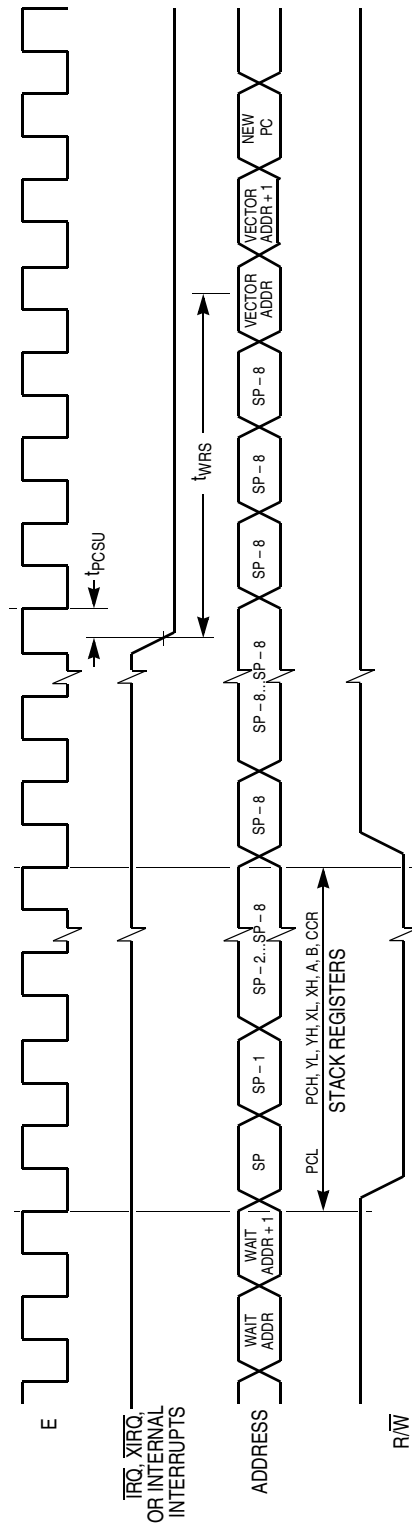 E
t PCSU
IRQ, XIRQ,
OR INTERNAL
INTERRUPTS
t WRS
ADDRESS
WAIT
ADDR
WAIT
ADDR + 1
SP
SP – 1
SP – 2...SP – 8
SP – 8
SP – 8...SP – 8
SP – 8
SP – 8
SP – 8
VECTOR
ADDR
VECTOR
ADDR + 1
NEW
PC
PCL
PCH, YL, YH, XL, XH, A, B, CCR
STACK REGISTERS
R/W